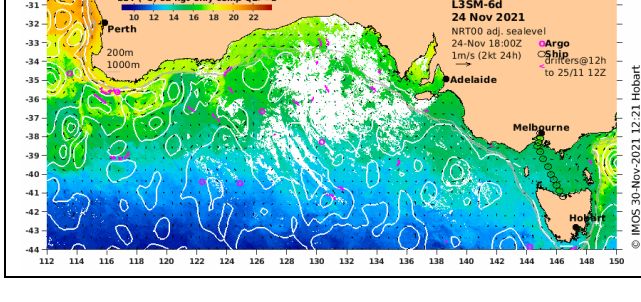 L3SM-6d
24 Nov 2021
NRT00 adj. sealevel
24-Nov 18:00Z
1m/s (2kt 24h)
Argo
Ship
drifters@12h
to 25/11 12Z
10 12 14 16 18 20 22
200m
1000m
Perth
Adelaide
Melbourne
Hobart
-31
-32
-33
-34
-35
-36
-37
-38
-39
-40
-41
-42
-43
-44
112 114 116 118 120 122 124 126 128 130 132 134 136 138 140 142 144 146 148 150
© IMOS 30-Nov-2021 12:21 Hobart